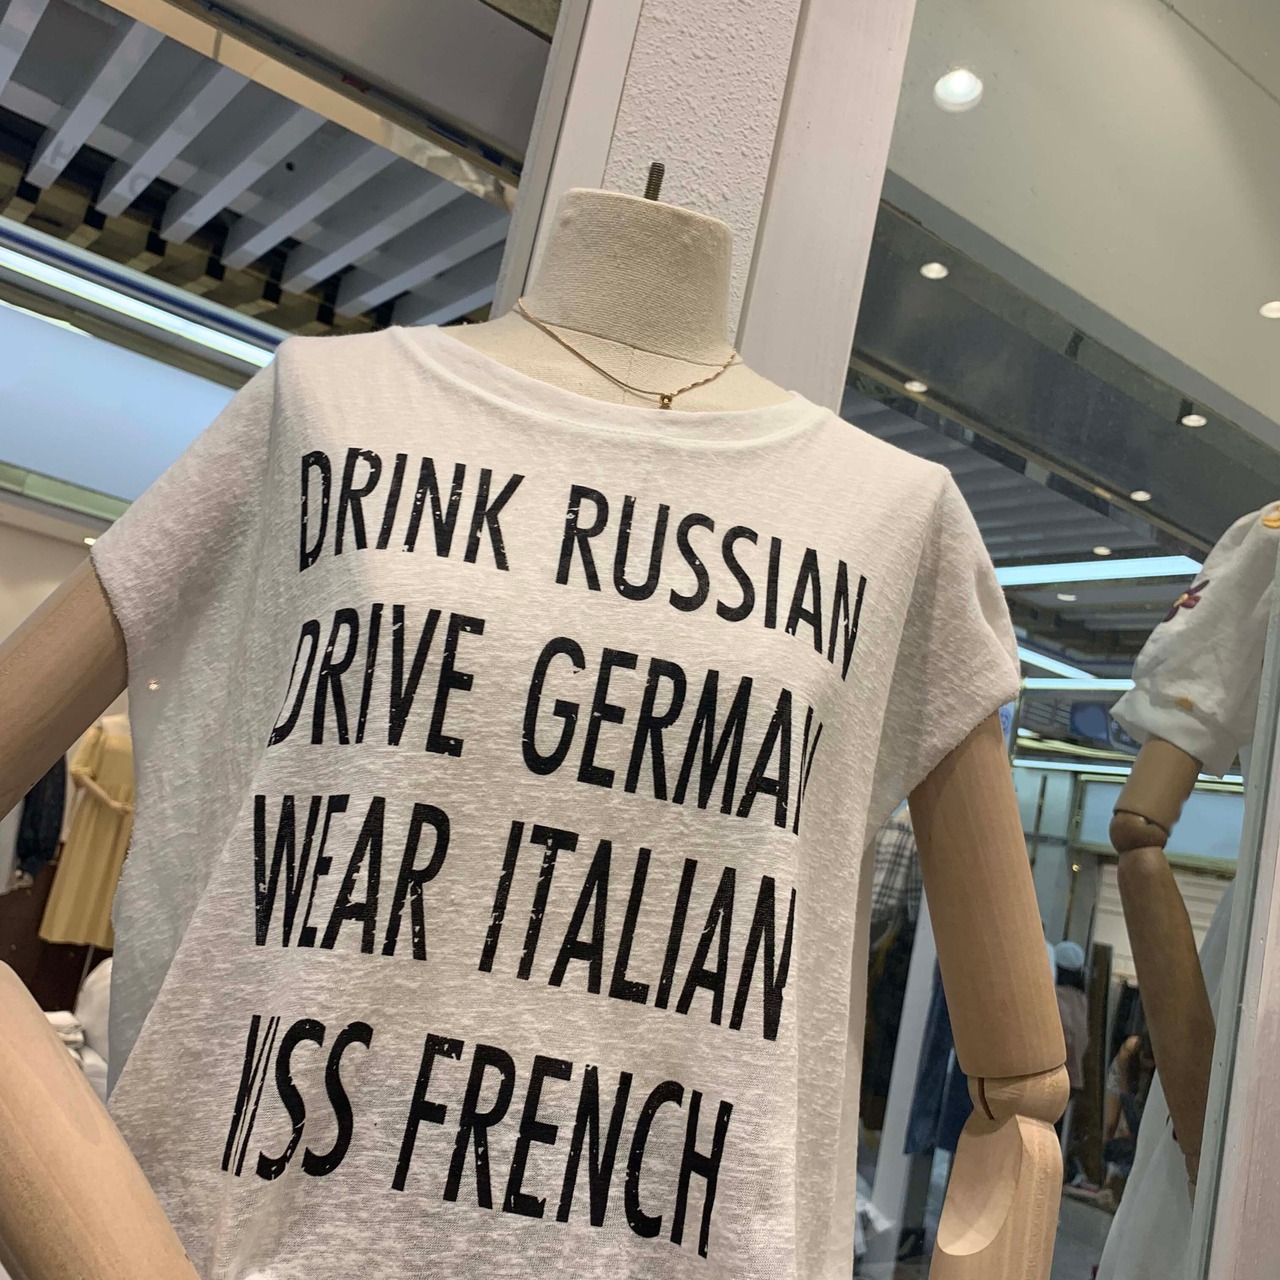 DRINK RUSSIAN
DRIVE GERMAN
WEAR ITALIAN
KISS FRENCH